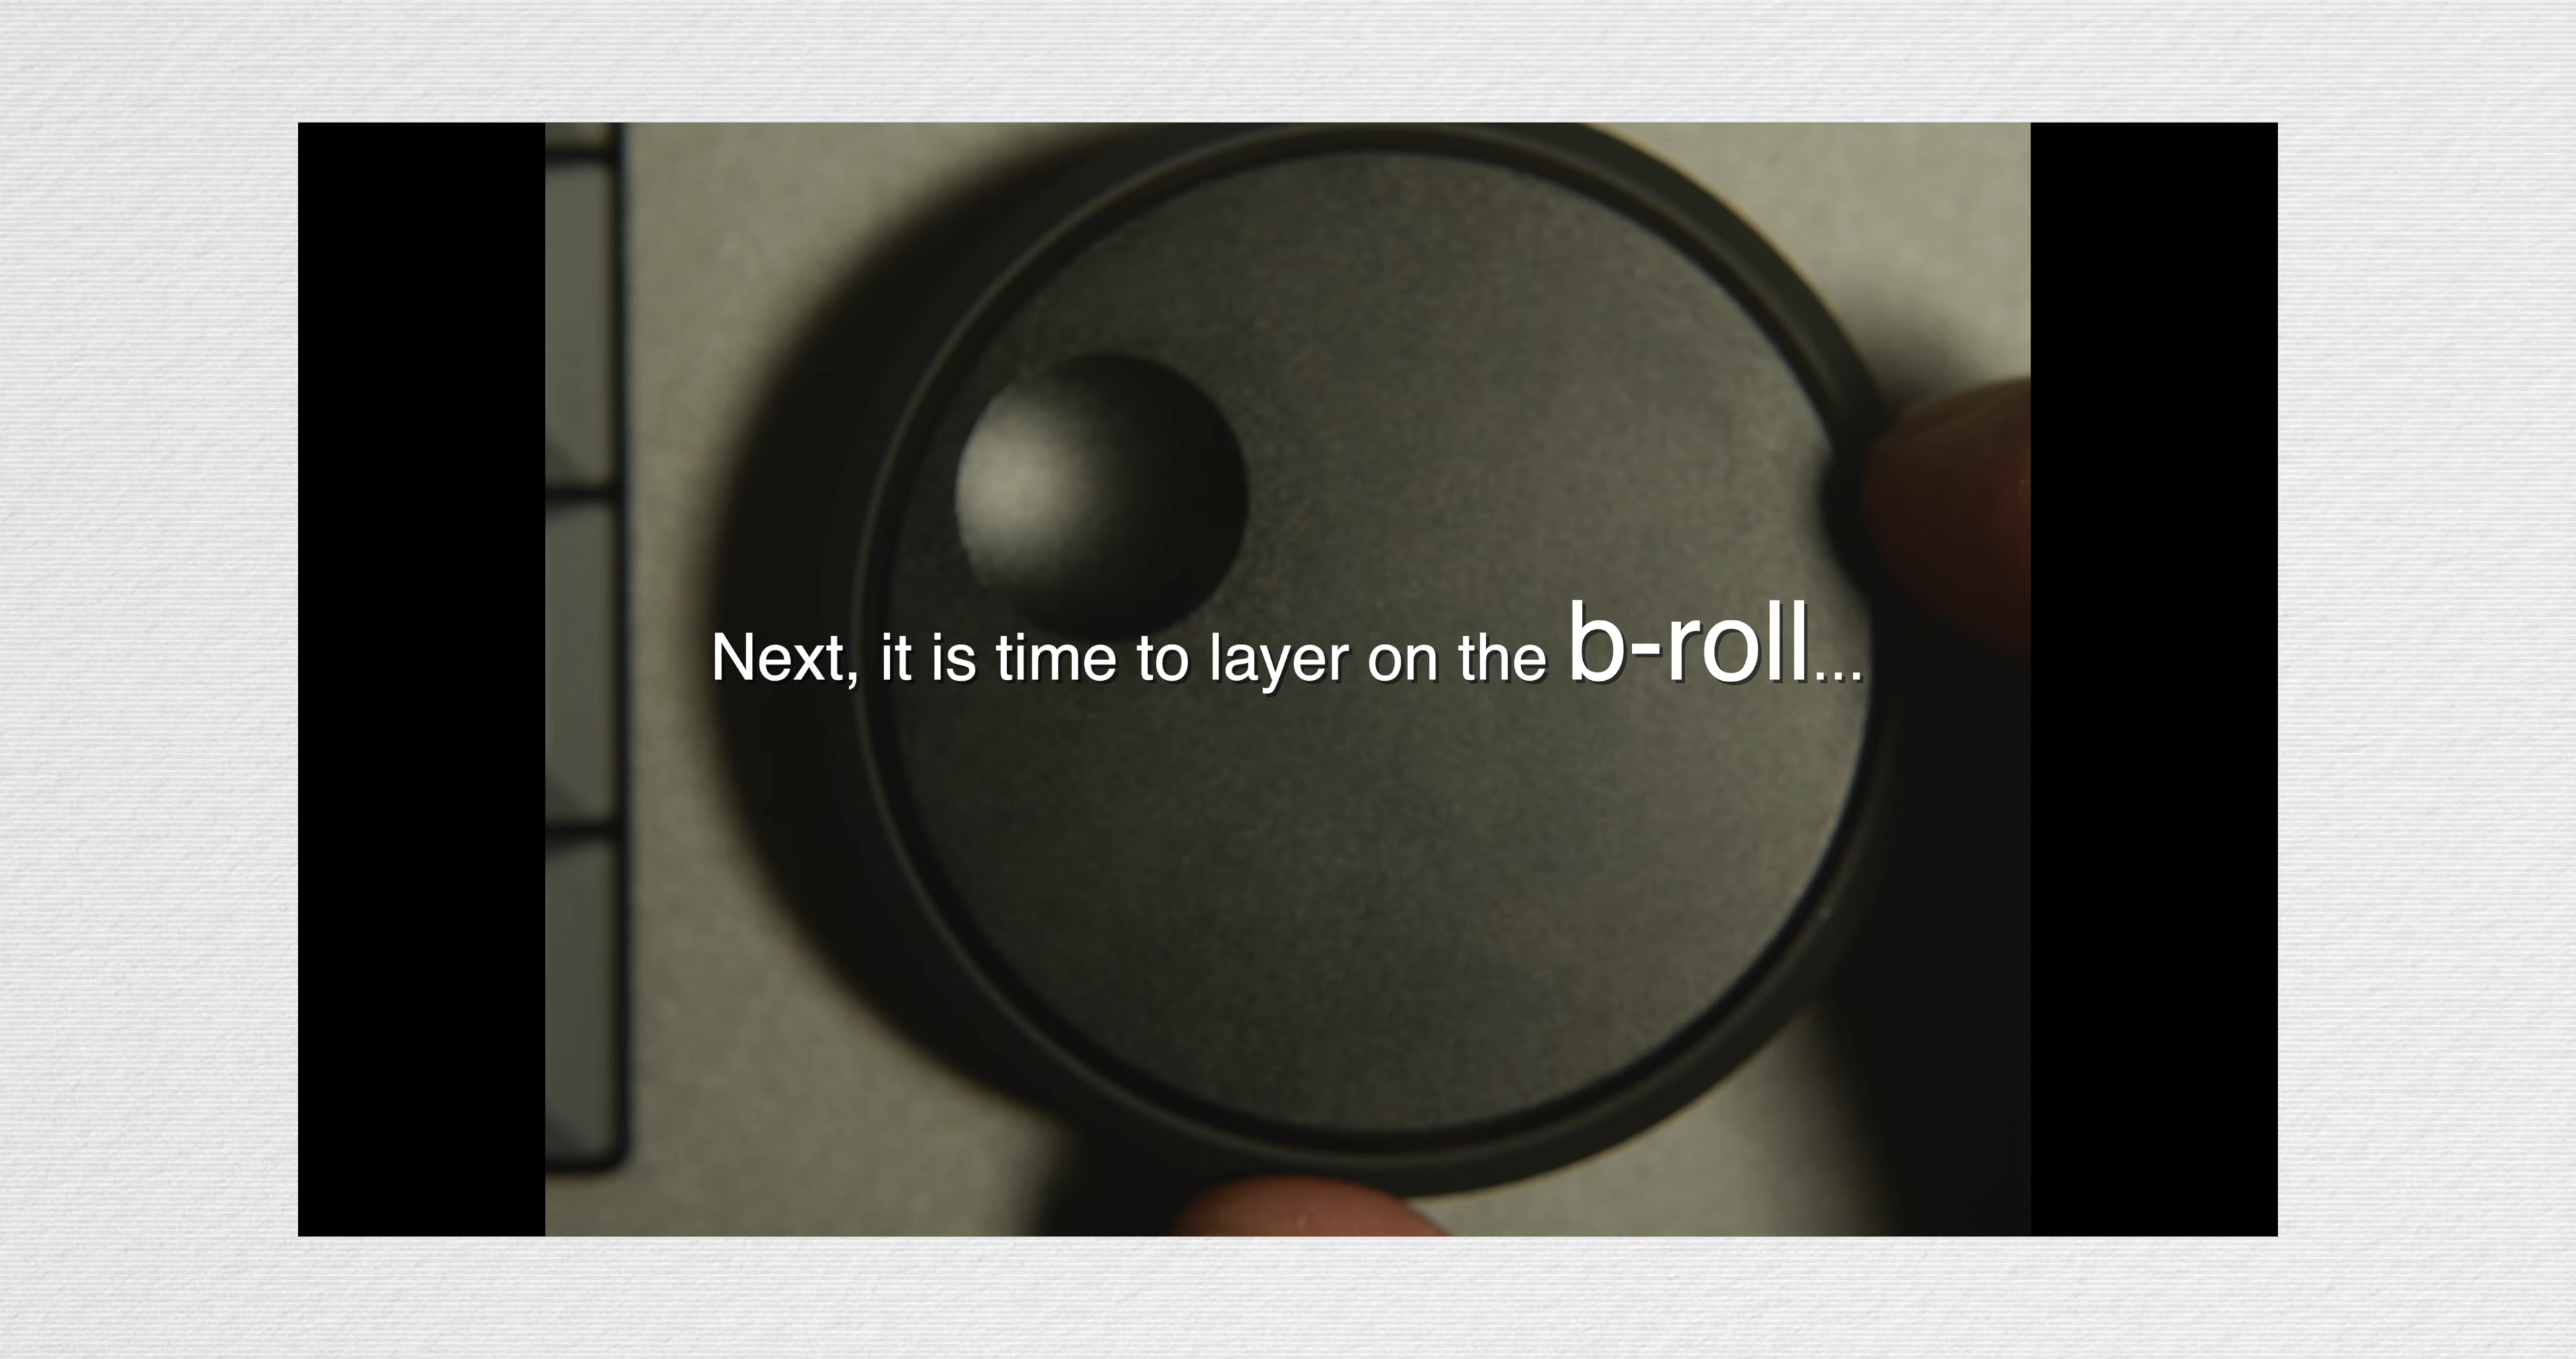 Next, it is time to layer on the b-roll...